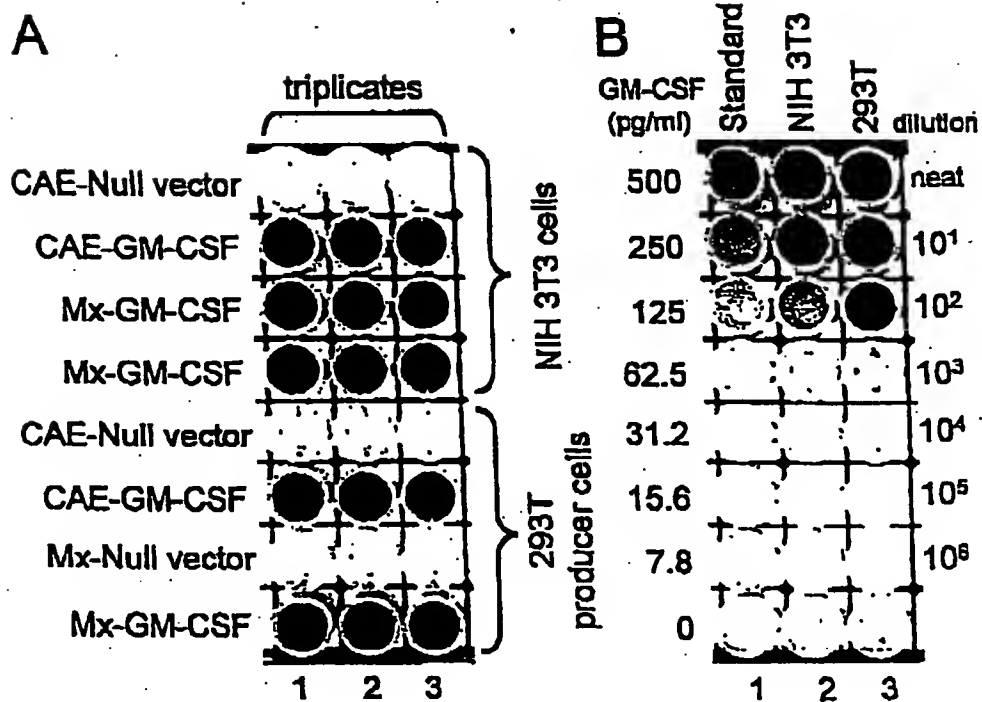 A
triplicates
CAE-Null vector
CAE-GM-CSF
Mx-GM-CSF
Mx-GM-CSF
CAE-Null vector
CAE-GM-CSF
Mx-Null vector
Mx-GM-CSF
1 2 3
NIH 3T3 cells
293T
producer cells
B
GM-CSF
(pg/ml)
Standard
NIH 3T3
293T
dilution
500 neat
250 10¹
125 10²
62.5 10³
31.2 10⁴
15.6 10⁵
7.8 10⁶
0
1 2 3